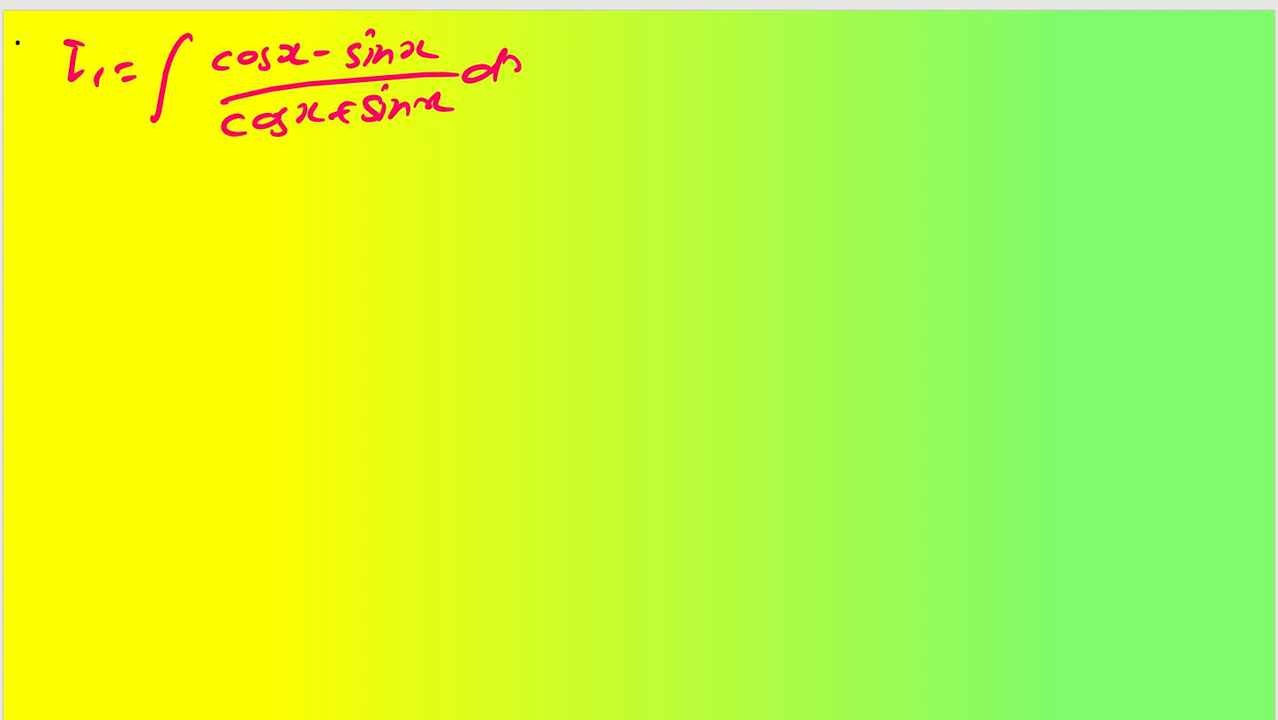 I₁ = ∫ (cosx - sinx)/(cosx + sinx) dx